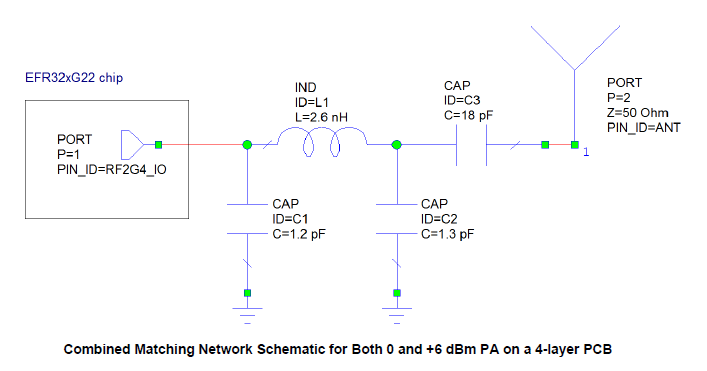 EFR32xG22 chip
PORT
P=1
PIN_ID=RF2G4_IO
IND
ID=L1
L=2.6 nH
CAP
ID=C3
C=18 pF
PORT
P=2
Z=50 Ohm
PIN_ID=ANT
1
CAP
ID=C1
C=1.2 pF
CAP
ID=C2
C=1.3 pF
Combined Matching Network Schematic for Both 0 and +6 dBm PA on a 4-layer PCB